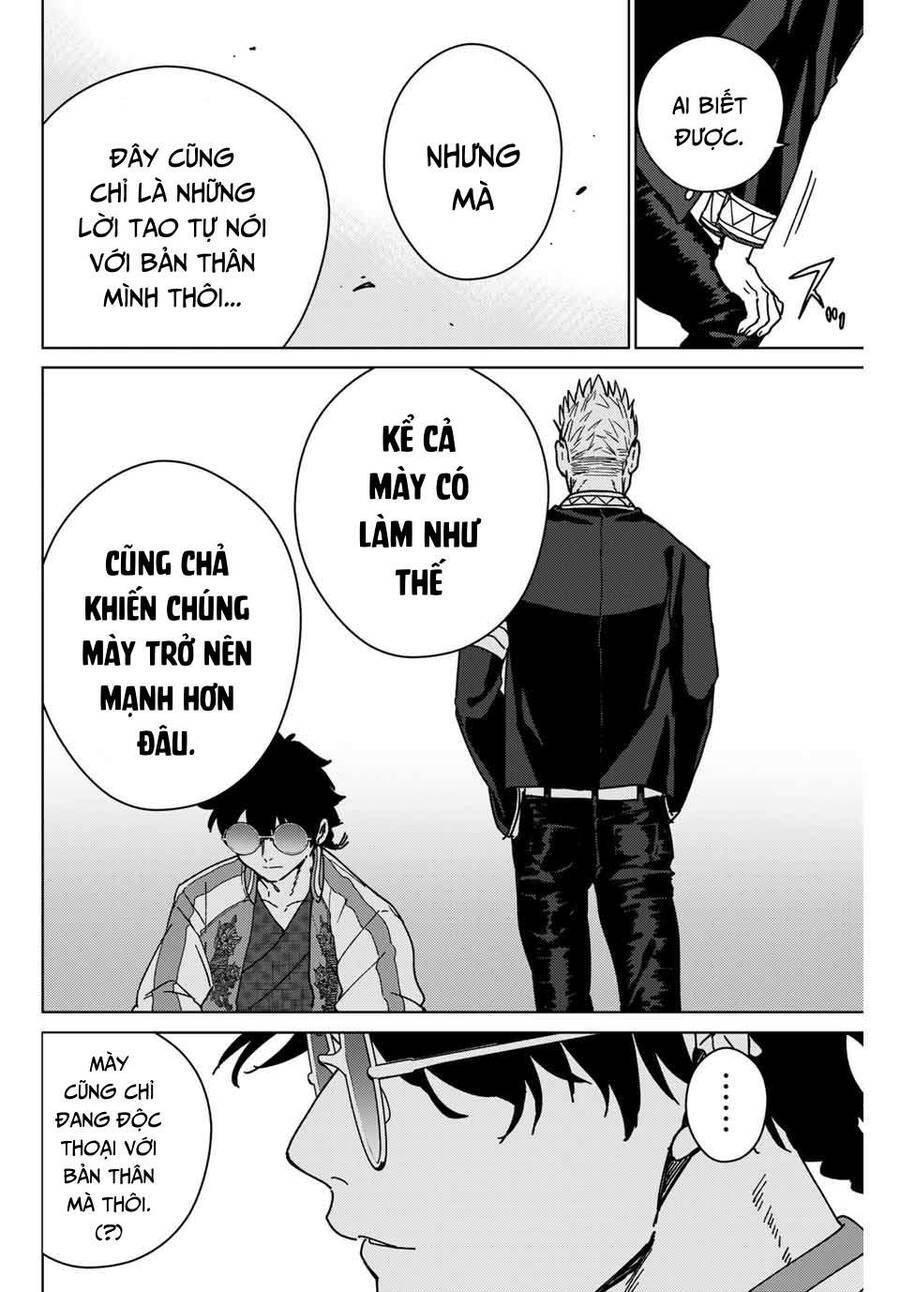 AI BIẾT
ĐƯỢC.
ズ...
NHƯNG
MÀ
ĐÂY CŨNG
CHỈ LÀ NHỮNG
LỜI TAO TỰ NÓI
VỚI BẢN THÂN
MÌNH THÔI...
KỂ CẢ
MÀY CÓ
LÀM NHƯ
THẾ
CŨNG CHẢ
KHIẾN CHÚNG
MÀY TRỞ NÊN
MẠNH HƠN
ĐÂU.
......
MÀY
CŨNG CHỈ
ĐANG ĐỘC
THOẠI VỚI
BẢN THÂN
MÀ THÔI.
(?)